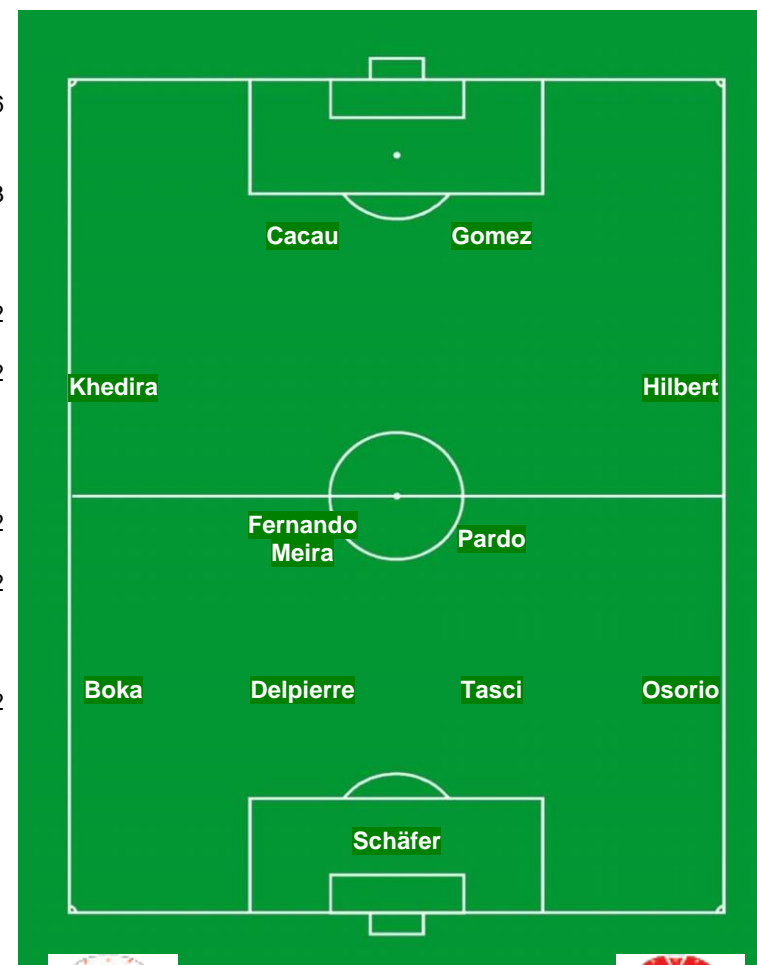 Cacau Gomez
Khedira Hilbert
Fernando
Meira
Pardo
Boka Delpierre Tasci Osorio
Schäfer